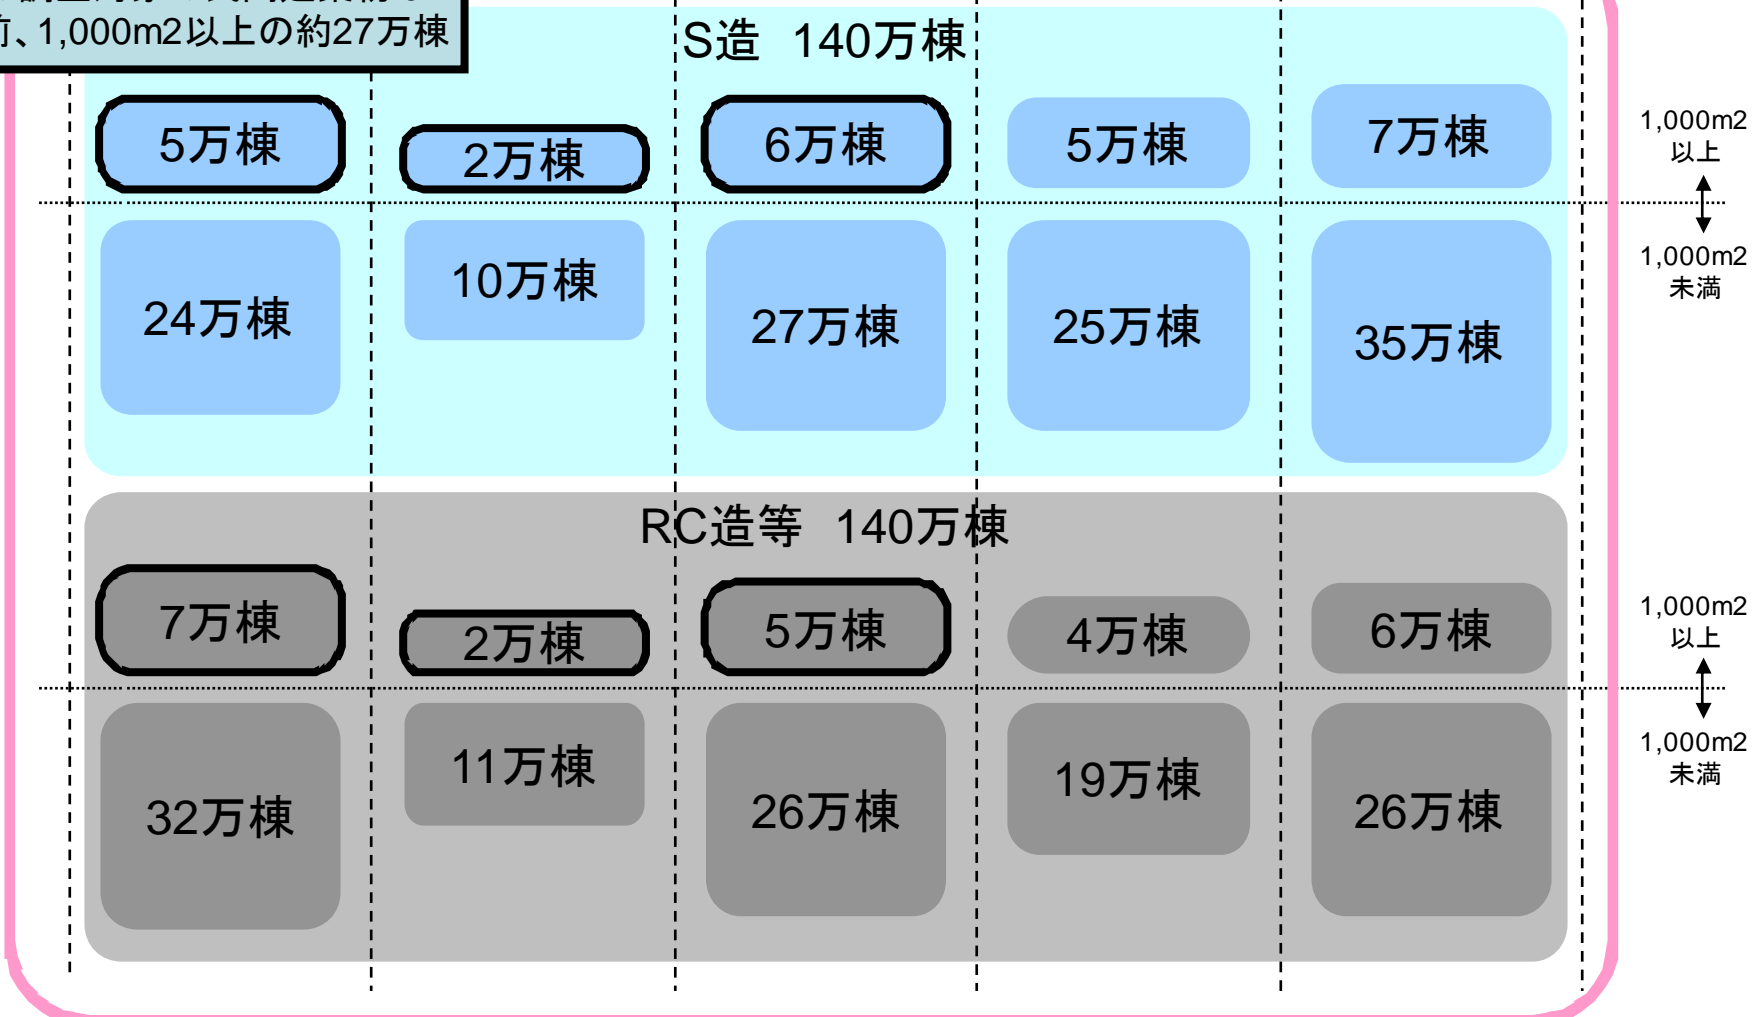 前、1,000m2以上の約27万棟
S造 140万棟
5万棟
2万棟
6万棟
5万棟
7万棟
1,000m2
以上
24万棟
10万棟
27万棟
25万棟
35万棟
1,000m2
未満
RC造等 140万棟
7万棟
2万棟
5万棟
4万棟
6万棟
1,000m2
以上
32万棟
11万棟
26万棟
19万棟
26万棟
1,000m2
未満